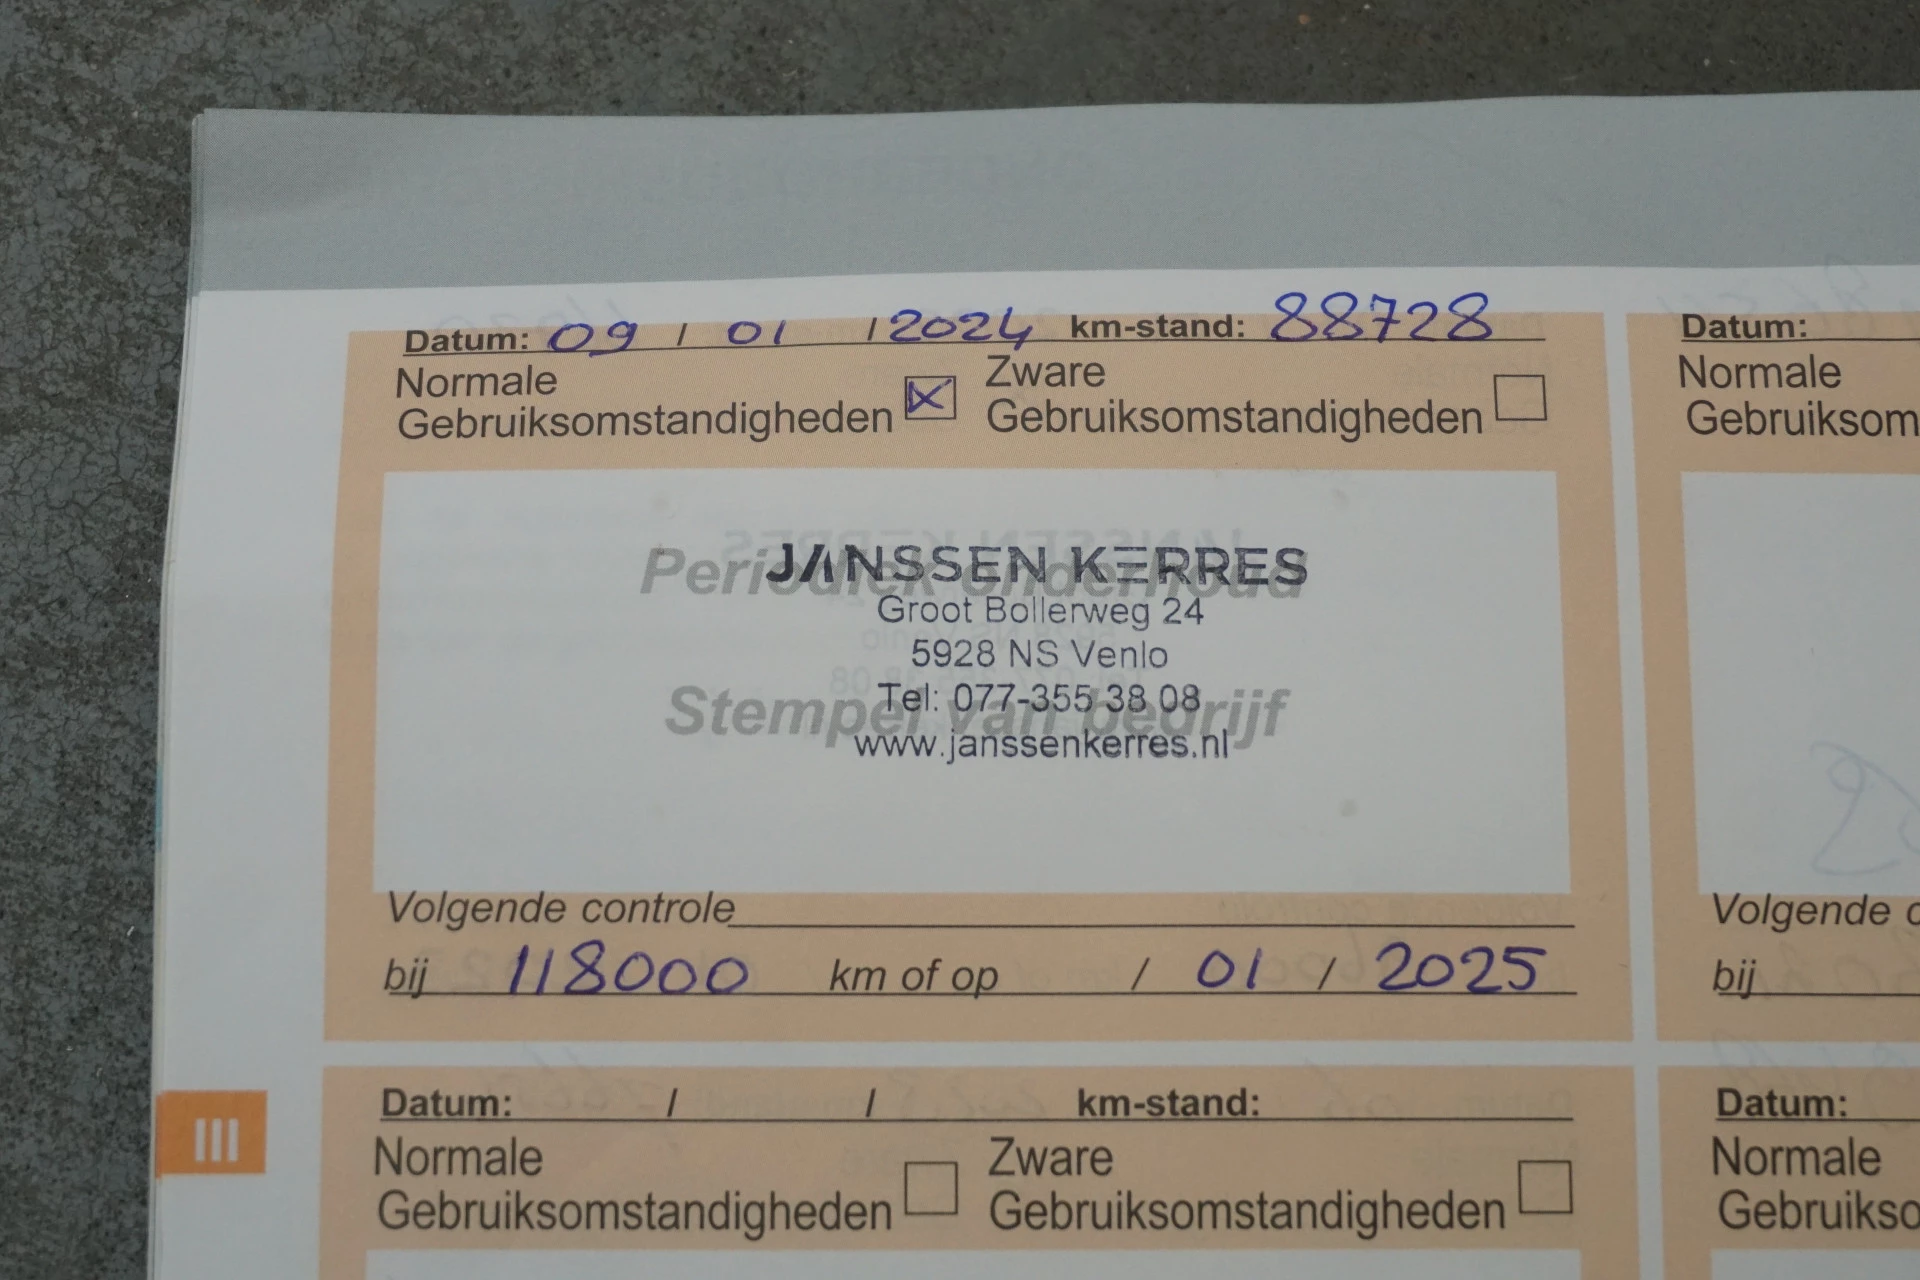 Datum: 09 / 01 / 2024 km-stand: 88728
Normale
Gebruiksomstandigheden
Zware
Gebruiksomstandigheden
Periodiek onderhoud
JANSSEN KERRES
Groot Bollerweg 24
5928 NS Venlo
Tel: 077-355 38 08
Stempel van bedrijf
www.janssenkerres.nl
Volgende controle
bij 118000 km of op / 01 / 2025
Datum:
Normale
Gebruiksom
Volgende c
bij
III
Datum: / / km-stand:
Normale
Gebruiksomstandigheden
Zware
Gebruiksomstandigheden
Datum:
Normale
Gebruikso